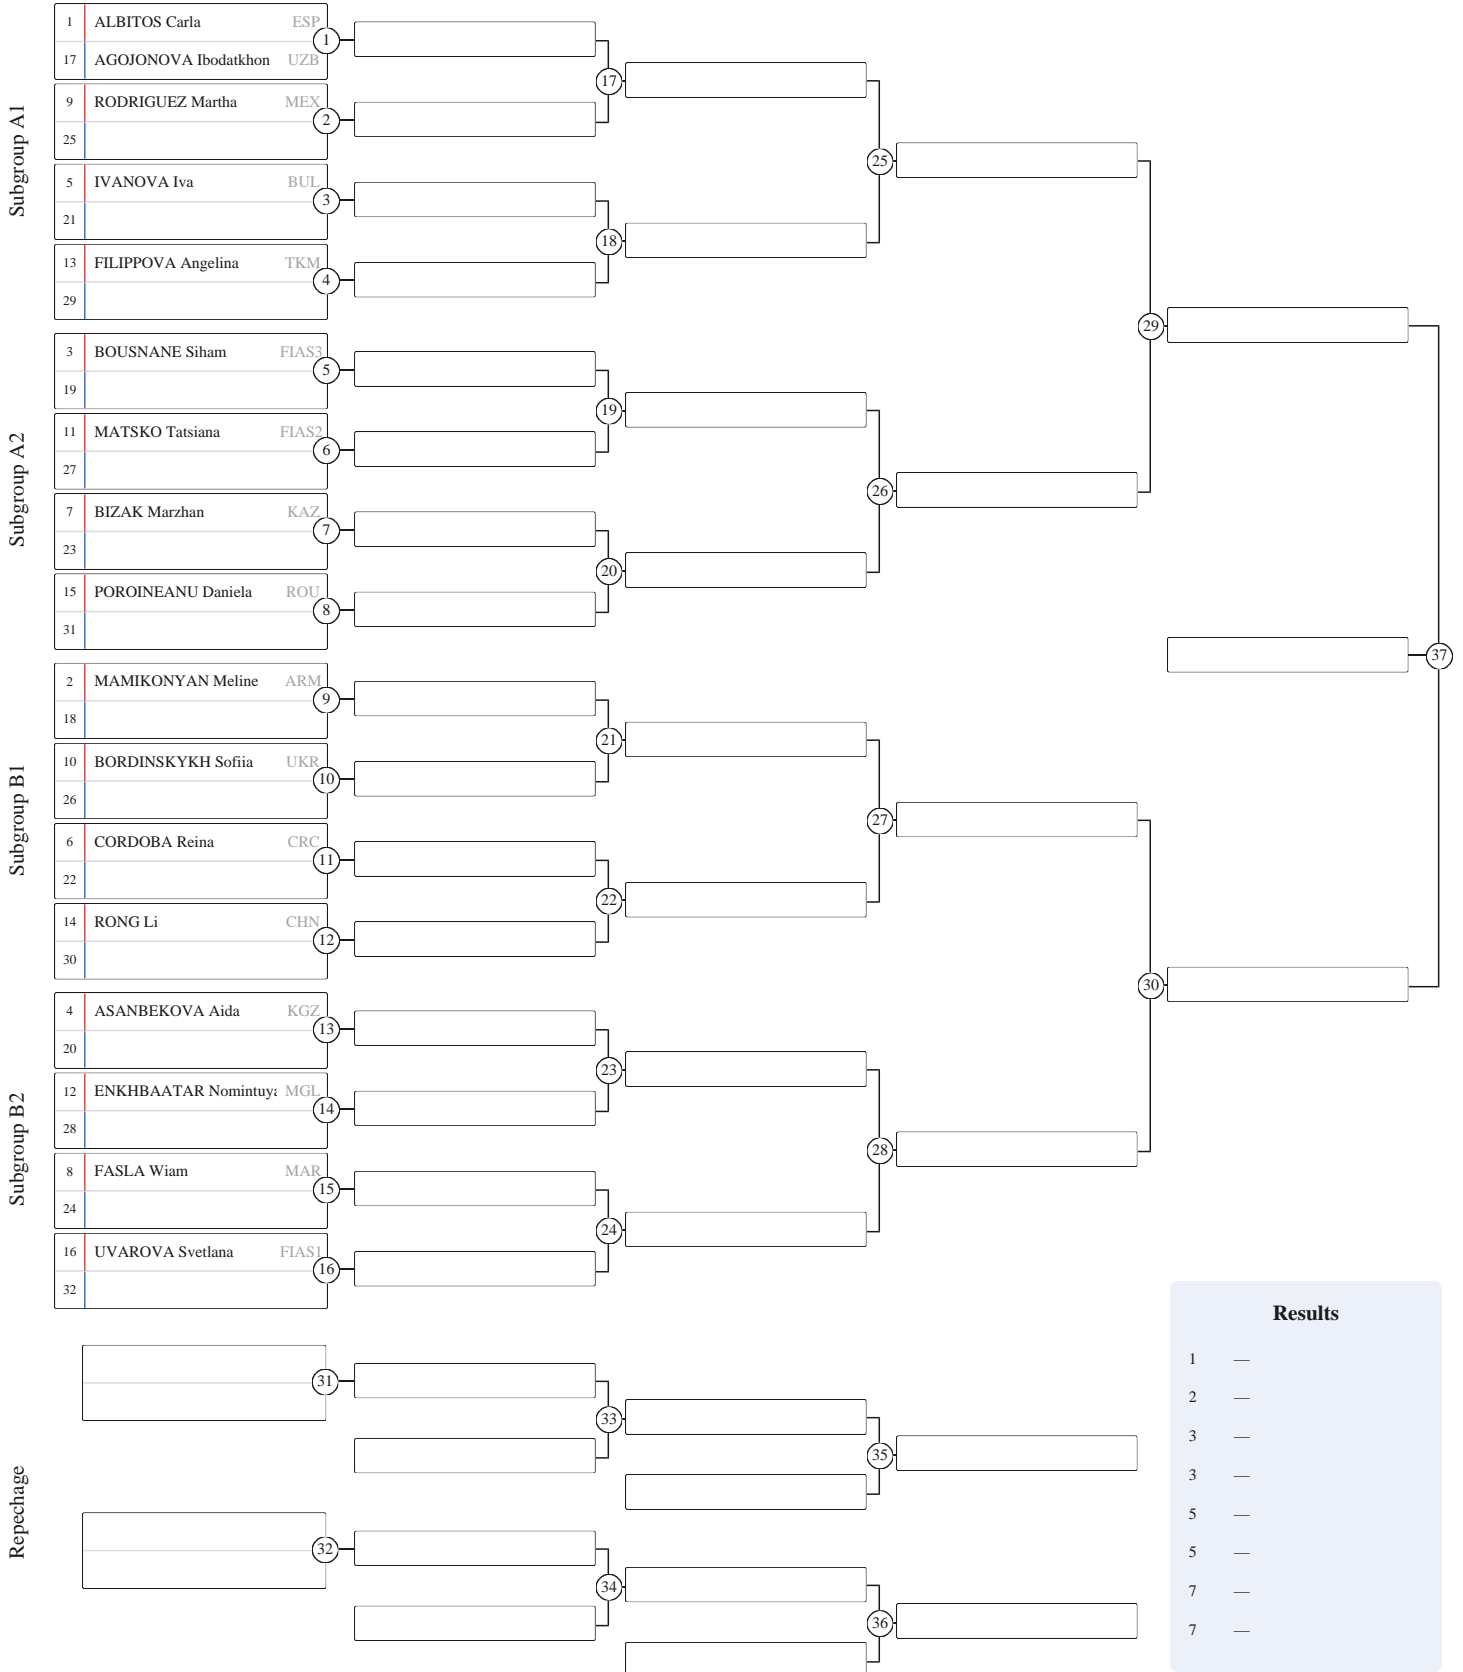 Subgroup A1
1 ALBITOS Carla ESP
17 AGOJONOVA Ibodatkhon UZB
1
9 RODRIGUEZ Martha MEX
25
2
5 IVANOVA Iva BUL
21
3
13 FILIPPOVA Angelina TKM
29
4
17
18
25
Subgroup A2
3 BOUSNANE Siham FIAS3
19
5
11 MATSKO Tatsiana FIAS2
27
6
7 BIZAK Marzhan KAZ
23
7
15 POROINEANU Daniela ROU
31
8
19
20
26
29
Subgroup B1
2 MAMIKONYAN Meline ARM
18
9
10 BORDINSKYKH Sofiia UKR
26
10
6 CORDOBA Reina CRC
22
11
14 RONG Li CHN
30
12
21
22
27
Subgroup B2
4 ASANBEKOVA Aida KGZ
20
13
12 ENKHBAATAR Nomintuya MGL
28
14
8 FASLA Wiam MAR
24
15
16 UVAROVA Svetlana FIAS1
32
16
23
24
28
30
37
Repechage
31
33
35
32
34
36
Results
1 —
2 —
3 —
3 —
5 —
5 —
7 —
7 —